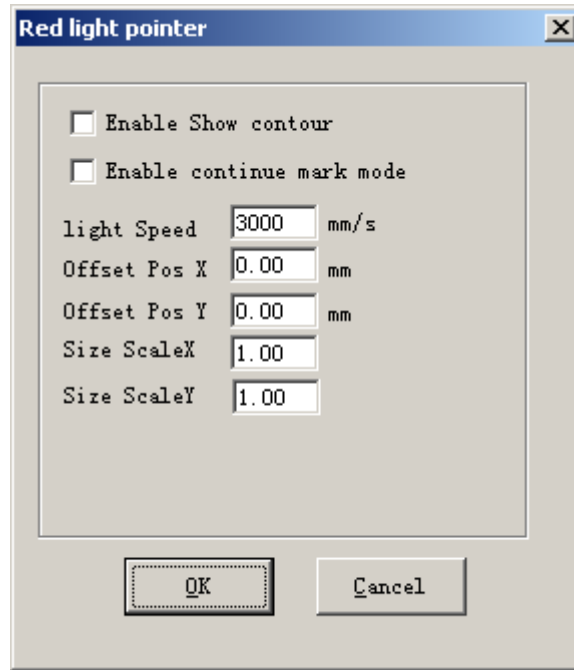 Red light pointer
Enable Show contour
Enable continue mark mode
light Speed 3000 mm/s
Offset Pos X 0.00 mm
Offset Pos Y 0.00 mm
Size ScaleX 1.00
Size ScaleY 1.00
OK Cancel